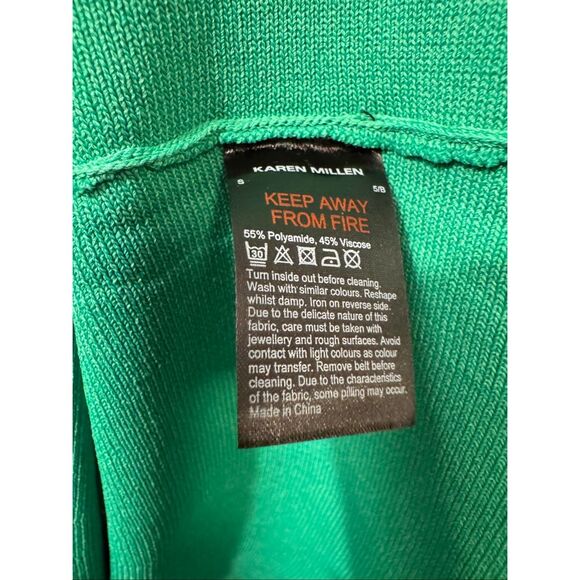 KAREN MILLEN
S 5/B
KEEP AWAY
FROM FIRE
55% Polyamide, 45% Viscose
30
Turn inside out before cleaning.
Wash with similar colours. Reshape
whilst damp. Iron on reverse side.
Due to the delicate nature of this
fabric, care must be taken with
jewellery and rough surfaces. Avoid
contact with light colours as colour
may transfer. Remove belt before
cleaning. Due to the characteristics
of the fabric, some pilling may occur.
Made in China